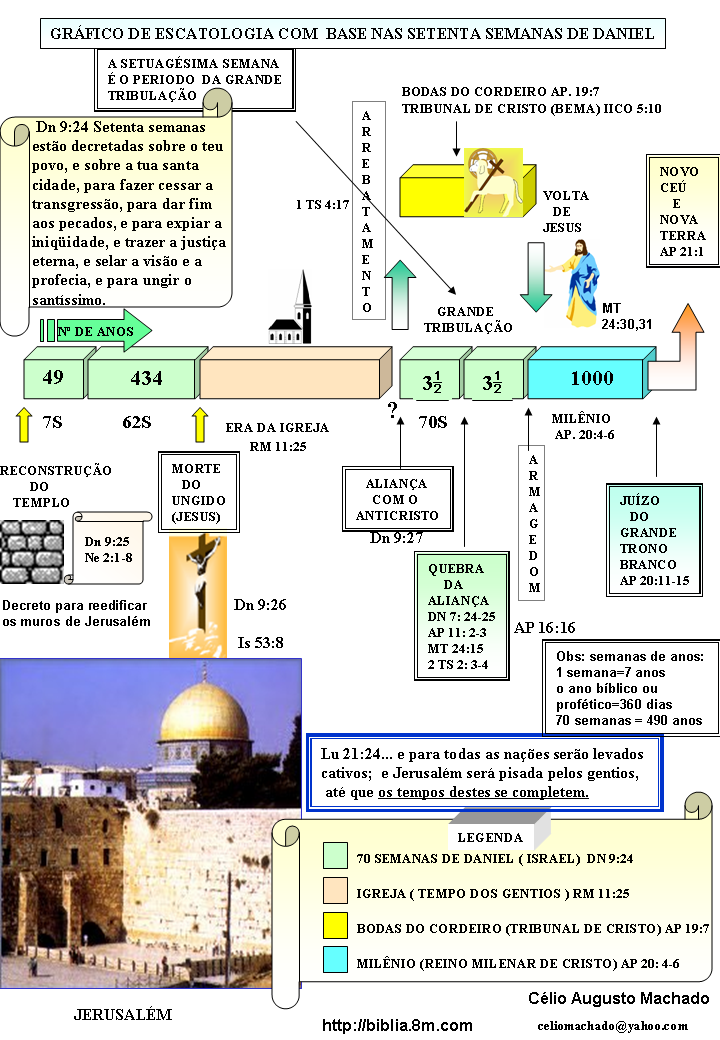 GRÁFICO DE ESCATOLOGIA COM BASE NAS SETENTA SEMANAS DE DANIEL
A SETUAGÉSIMA SEMANA
É O PERIODO DA GRANDE
TRIBULAÇÃO
Dn 9:24 Setenta semanas
estão decretadas sobre o teu
povo, e sobre a tua santa
cidade, para fazer cessar a
transgressão, para dar fim
aos pecados, e para expiar a
iniqüidade, e trazer a justiça
eterna, e selar a visão e a
profecia, e para ungir o
santíssimo.
ARREBATAMENTO
1 TS 4:17
BODAS DO CORDEIRO AP. 19:7
TRIBUNAL DE CRISTO (BEMA) IICO 5:10
VOLTA
DE
JESUS
NOVO
CEÚ
E
NOVA
TERRA
AP 21:1
GRANDE
TRIBULAÇÃO
MT
24:30,31
Nº DE ANOS
49
434
3½
3½
1000
7S
62S
?
70S
ERA DA IGREJA
RM 11:25
MILÊNIO
AP. 20:4-6
RECONSTRUÇÃO
DO
TEMPLO
Dn 9:25
Ne 2:1-8
Decreto para reedificar
os muros de Jerusalém
MORTE
DO
UNGIDO
(JESUS)
Dn 9:26
Is 53:8
ALIANÇA
COM O
ANTICRISTO
Dn 9:27
QUEBRA
DA
ALIANÇA
DN 7: 24-25
AP 11: 2-3
MT 24:15
2 TS 2: 3-4
ARMAGEDOM
AP 16:16
JUÍZO
DO
GRANDE
TRONO
BRANCO
AP 20:11-15
Obs: semanas de anos:
1 semana=7 anos
o ano bíblico ou
profético=360 dias
70 semanas = 490 anos
Lu 21:24... e para todas as nações serão levados
cativos; e Jerusalém será pisada pelos gentios,
até que os tempos destes se completem.
LEGENDA
70 SEMANAS DE DANIEL ( ISRAEL) DN 9:24
IGREJA ( TEMPO DOS GENTIOS ) RM 11:25
BODAS DO CORDEIRO (TRIBUNAL DE CRISTO) AP 19:7
MILÊNIO (REINO MILENAR DE CRISTO) AP 20: 4-6
JERUSALÉM
Célio Augusto Machado
http://biblia.8m.com
celiomachado@yahoo.com